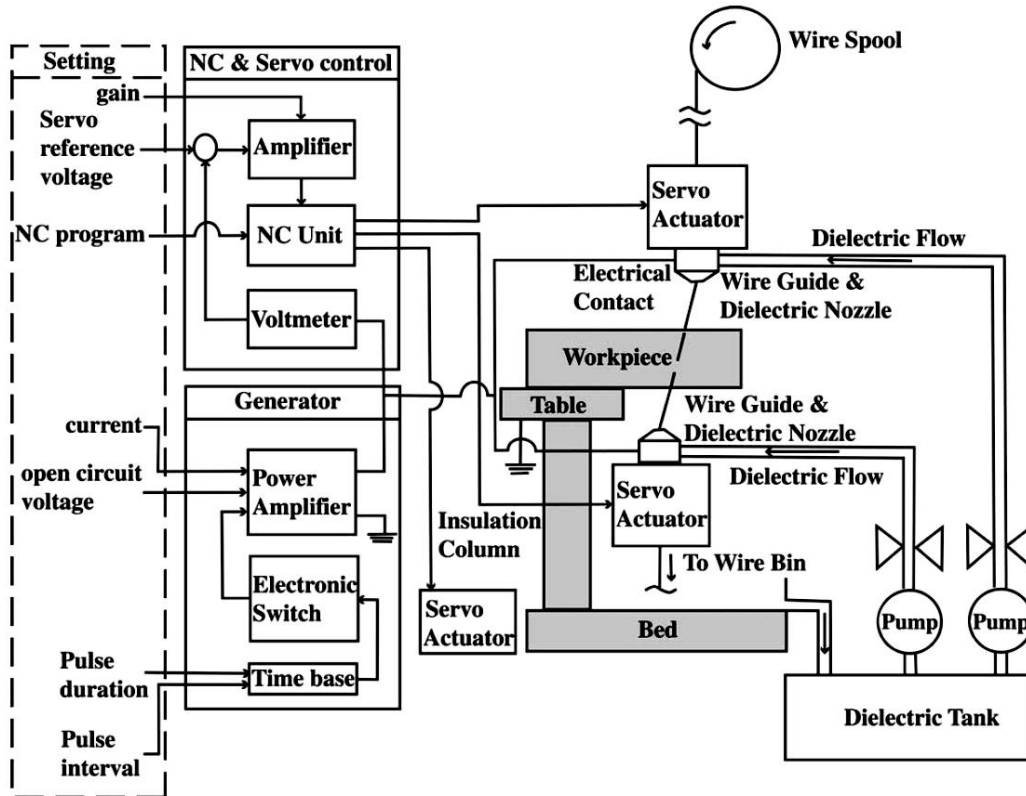 Setting
gain
Servo
reference
voltage
NC program
current
open circuit
voltage
Pulse
duration
Pulse
interval
NC & Servo control
Amplifier
NC Unit
Voltmeter
Generator
Power
Amplifier
Electronic
Switch
Time base
Wire Spool
Servo
Actuator
Dielectric Flow
Electrical
Contact
Wire Guide &
Dielectric Nozzle
Workpiece
Table
Wire Guide &
Dielectric Nozzle
Dielectric Flow
Servo
Actuator
Insulation
Column
To Wire Bin
Servo
Actuator
Bed
Pump
Pump
Dielectric Tank